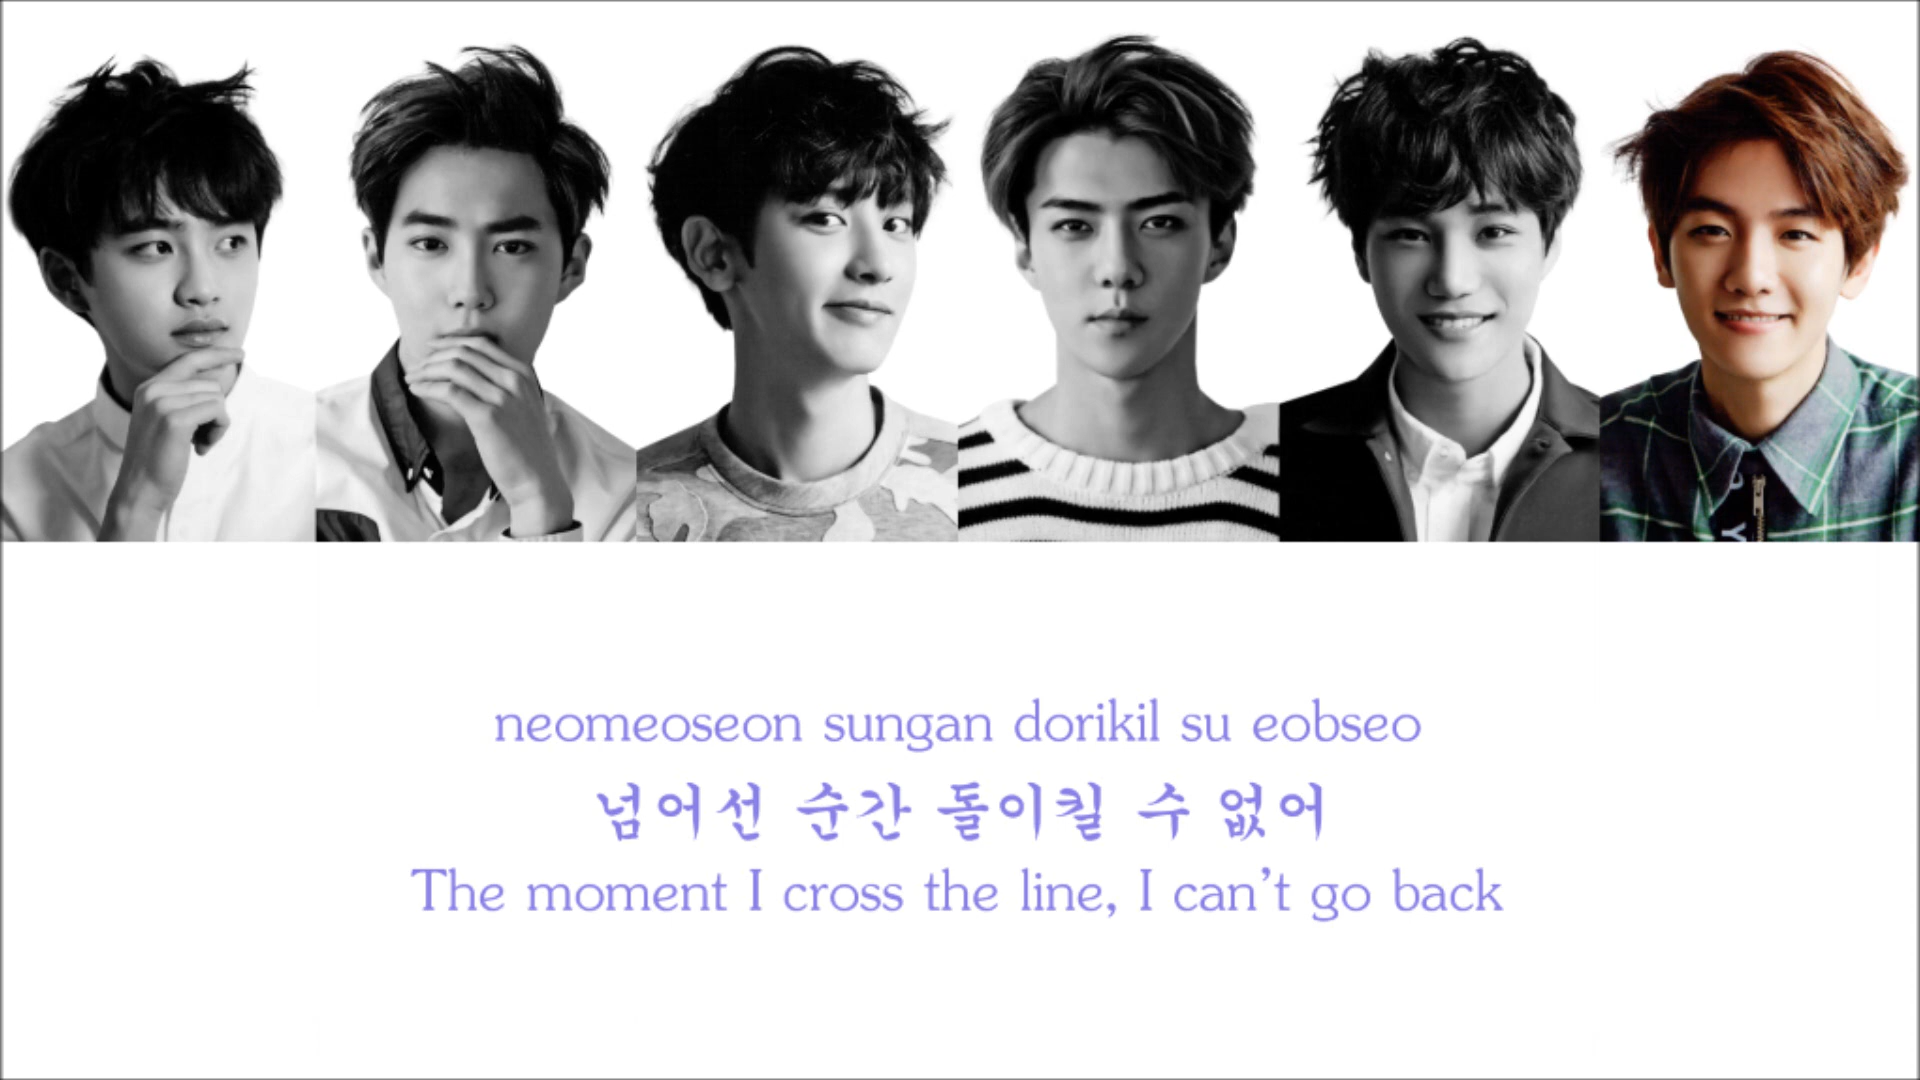 neomeoseon sungan dorikil su eobseo
넘어선 순간 돌이킬 수 없어
The moment I cross the line, I can't go back